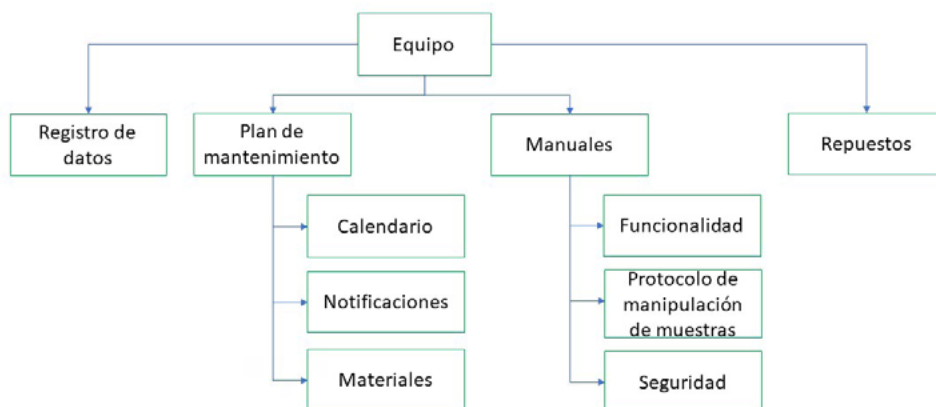 Equipo
Registro de
datos
Plan de
mantenimiento
Manuales
Repuestos
Calendario
Notificaciones
Materiales
Funcionalidad
Protocolo de
manipulación
de muestras
Seguridad